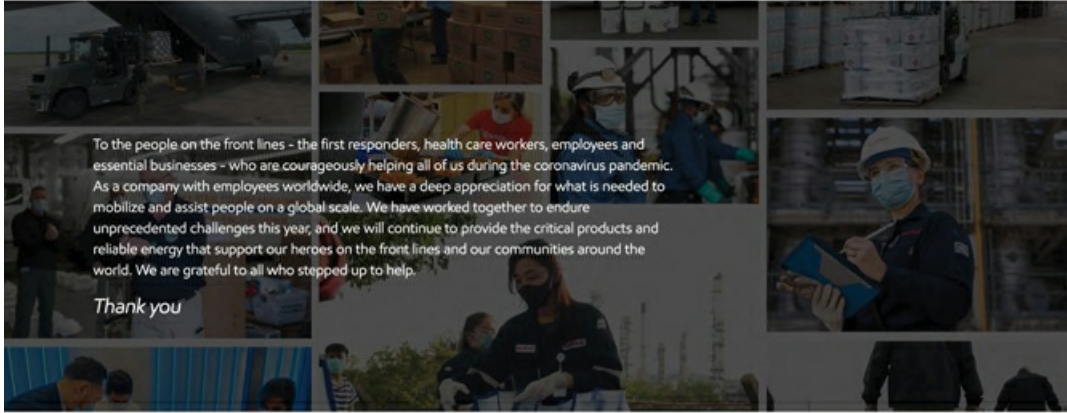 To the people on the front lines - the first responders, health care workers, employees and
essential businesses - who are courageously helping all of us during the coronavirus pandemic.
As a company with employees worldwide, we have a deep appreciation for what is needed to
mobilize and assist people on a global scale. We have worked together to endure
unprecedented challenges this year, and we will continue to provide the critical products and
reliable energy that support our heroes on the front lines and our communities around the
world. We are grateful to all who stepped up to help.
Thank you